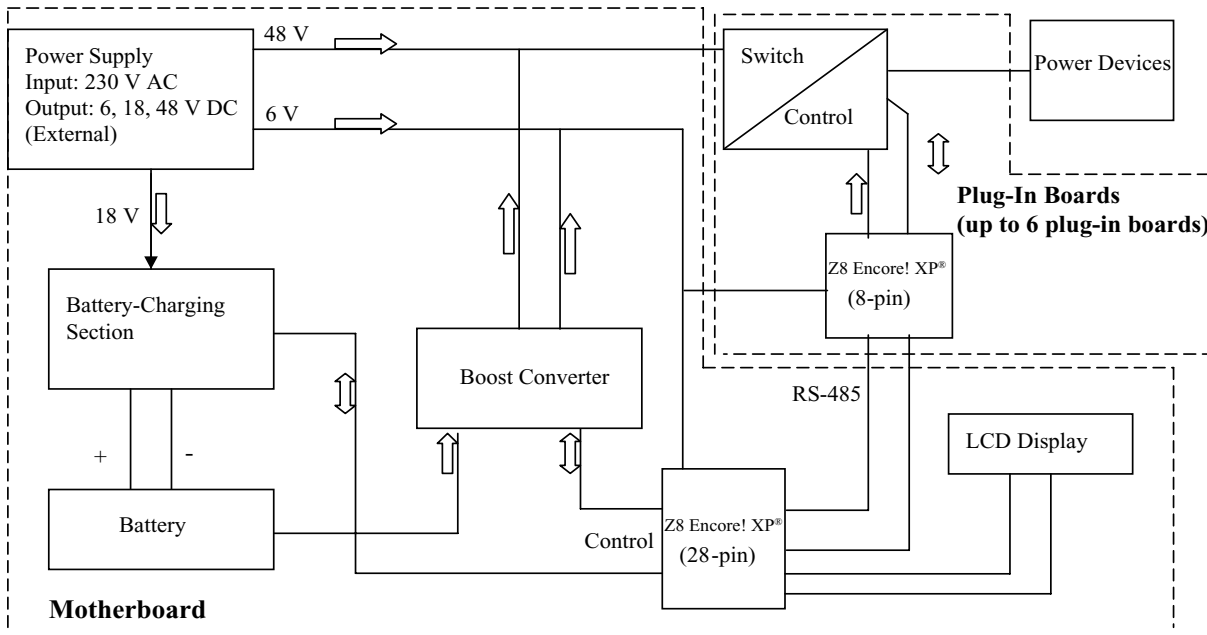 Power Supply
Input: 230 V AC
Output: 6, 18, 48 V DC
(External)
48 V
6 V
18 V
Switch
Control
Power Devices
Plug-In Boards
(up to 6 plug-in boards)
Z8 Encore! XP®
(8-pin)
Battery-Charging
Section
Boost Converter
RS-485
LCD Display
+
-
Battery
Control
Z8 Encore! XP®
(28-pin)
Motherboard